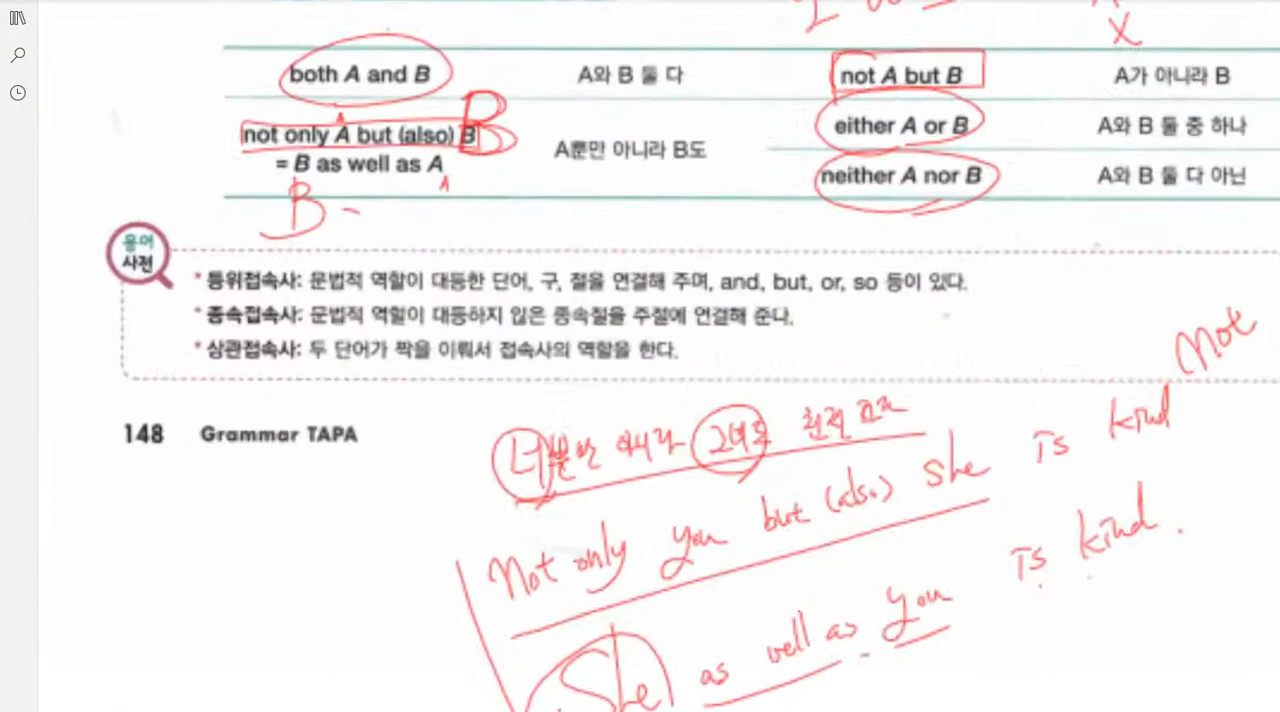 both A and B A와 B 둘 다 not A but B A가 아니라 B
not only A but (also) B A뿐만 아니라 B도 either A or B A와 B 둘 중 하나
= B as well as A neither A nor B A와 B 둘 다 아닌
A
B
A
B
X
용어
사전
* 등위접속사: 문법적 역할이 대등한 단어, 구, 절을 연결해 주며, and, but, or, so 등이 있다.
* 종속접속사: 문법적 역할이 대등하지 않은 종속절을 주절에 연결해 준다.
* 상관접속사: 두 단어가 짝을 이뤄서 접속사의 역할을 한다.
148 Grammar TAPA
너뿐만 아니라 그녀도
Not only you but (also) she is kind
Not
She as well as you is kind.